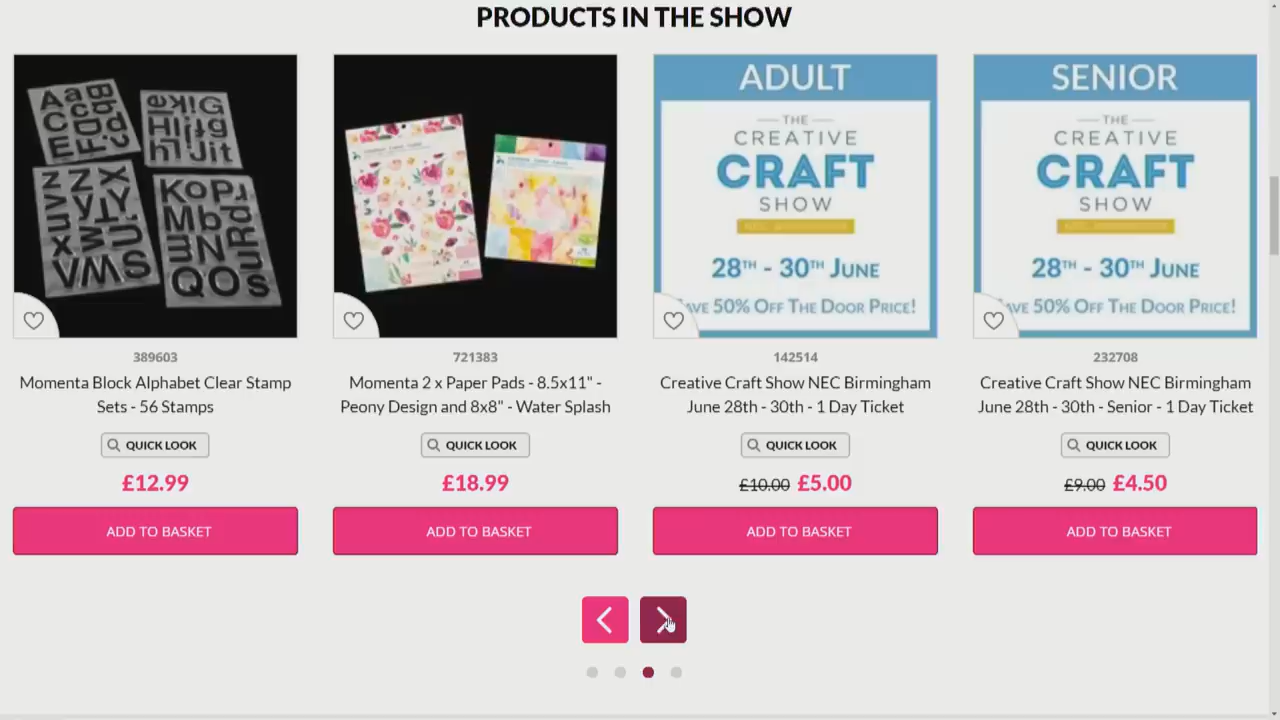 PRODUCTS IN THE SHOW
ADULT
THE
CREATIVE
CRAFT
SHOW
28TH - 30TH JUNE
AVE 50% OFF THE DOOR PRICE!
SENIOR
THE
CREATIVE
CRAFT
SHOW
28TH - 30TH JUNE
AVE 50% OFF THE DOOR PRICE!
389603
Momenta Block Alphabet Clear Stamp
Sets - 56 Stamps
QUICK LOOK
£12.99
ADD TO BASKET
721383
Momenta 2 x Paper Pads - 8.5x11" -
Peony Design and 8x8" - Water Splash
QUICK LOOK
£18.99
ADD TO BASKET
142514
Creative Craft Show NEC Birmingham
June 28th - 30th - 1 Day Ticket
QUICK LOOK
£10.00 £5.00
ADD TO BASKET
232708
Creative Craft Show NEC Birmingham
June 28th - 30th - Senior - 1 Day Ticket
QUICK LOOK
£9.00 £4.50
ADD TO BASKET